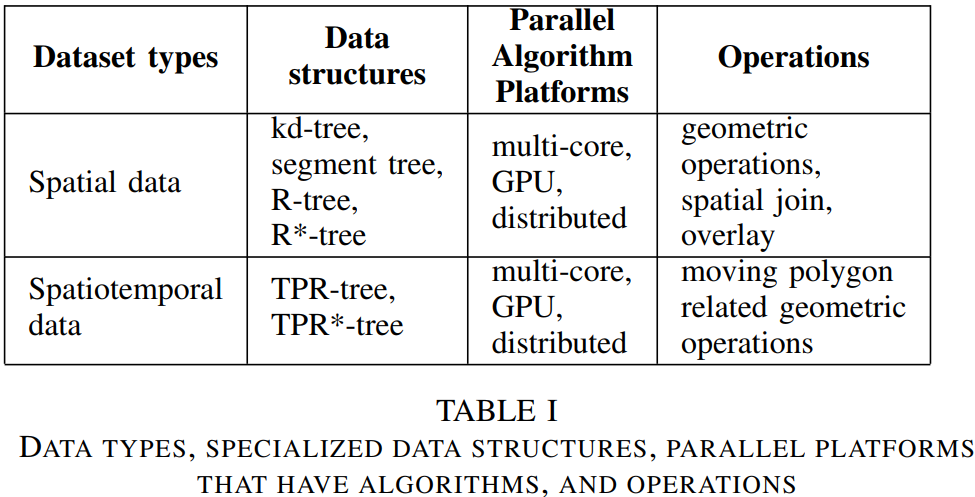 Dataset types
Data
structures
Parallel
Algorithm
Platforms
Operations
Spatial data
kd-tree,
segment tree,
R-tree,
R*-tree
multi-core,
GPU,
distributed
geometric
operations,
spatial join,
overlay
Spatiotemporal
data
TPR-tree,
TPR*-tree
multi-core,
GPU,
distributed
moving polygon
related geometric
operations
TABLE I
DATA TYPES, SPECIALIZED DATA STRUCTURES, PARALLEL PLATFORMS
THAT HAVE ALGORITHMS, AND OPERATIONS